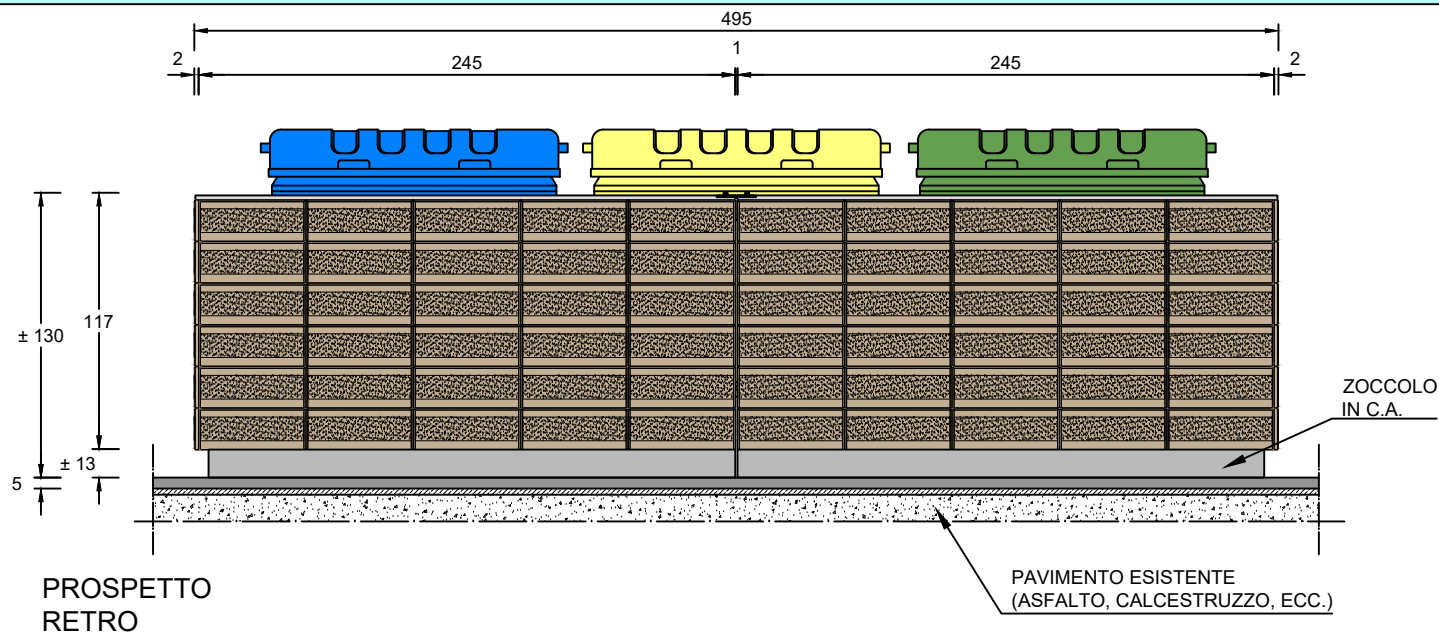 495
2
245
1
245
2
± 130
117
± 13
5
ZOCCOLO
IN C.A.
PAVIMENTO ESISTENTE
(ASFALTO, CALCESTRUZZO, ECC.)
PROSPETTO
RETRO